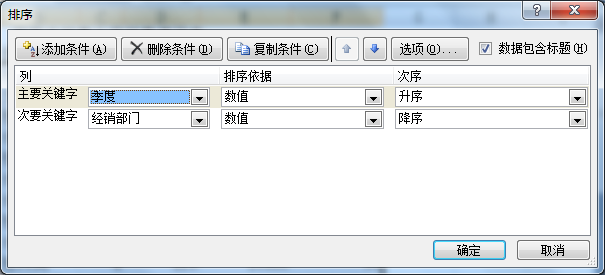 排序
添加条件(A) 删除条件(D) 复制条件(C) 选项(O)... 数据包含标题(H)
列 排序依据 次序
主要关键字 季度 数值 升序
次要关键字 经销部门 数值 降序
确定 取消